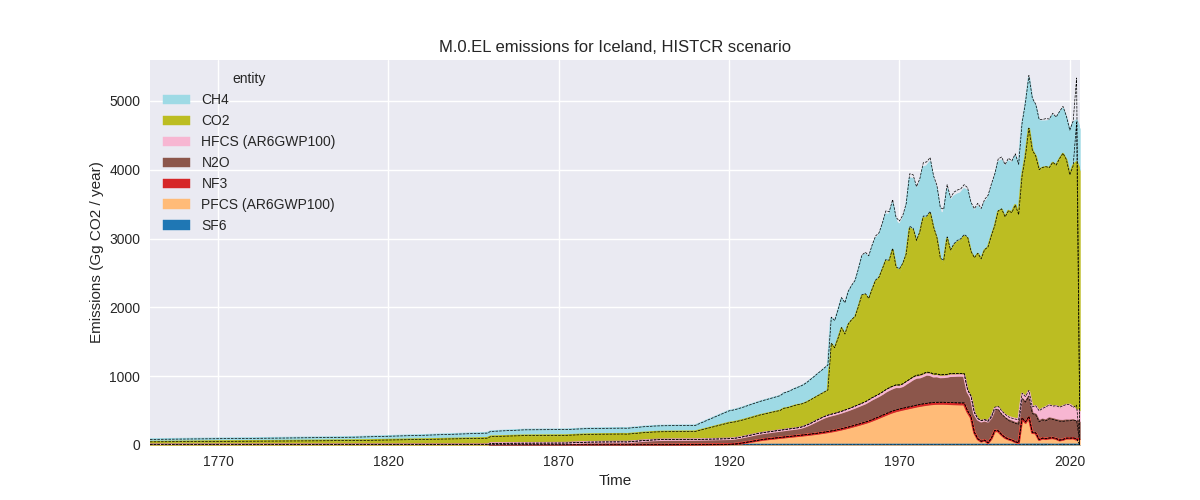 M.0.EL emissions for Iceland, HISTCR scenario
entity
CH4
CO2
HFCS (AR6GWP100)
N2O
NF3
PFCS (AR6GWP100)
SF6
Emissions (Gg CO2 / year)
5000
4000
3000
2000
1000
0
1770
1820
1870
1920
1970
2020
Time